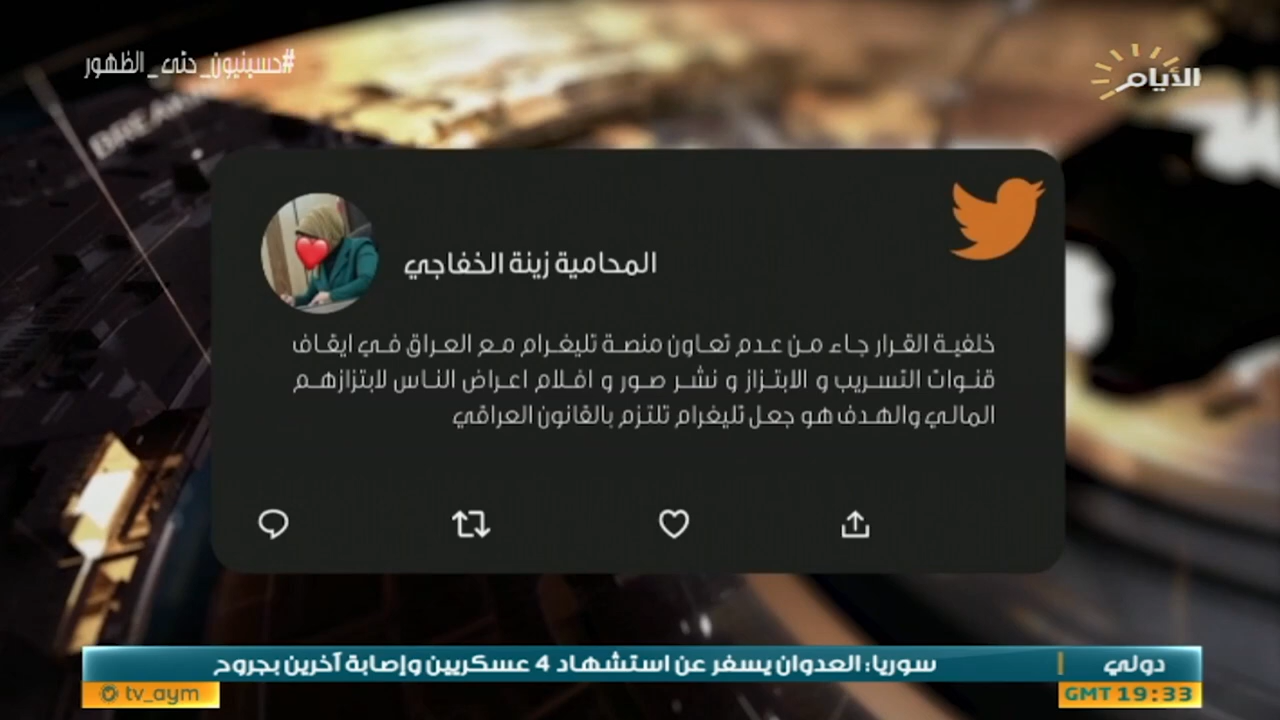 #حسينيون_حتى_الظهور
الأيام
BREAKING
المحامية زينة الخفاجي
خلفية القرار جاء من عدم تعاون منصة تليغرام مع العراق في ايقاف
قنوات التسريب و الابتزاز و نشر صور و افلام اعراض الناس لابتزازهم
المالي والهدف هو جعل تليغرام تلتزم بالقانون العراقي
دولي
سوريا: العدوان يسفر عن استشهاد 4 عسكريين وإصابة آخرين بجروح
tv_aym
GMT 19:33